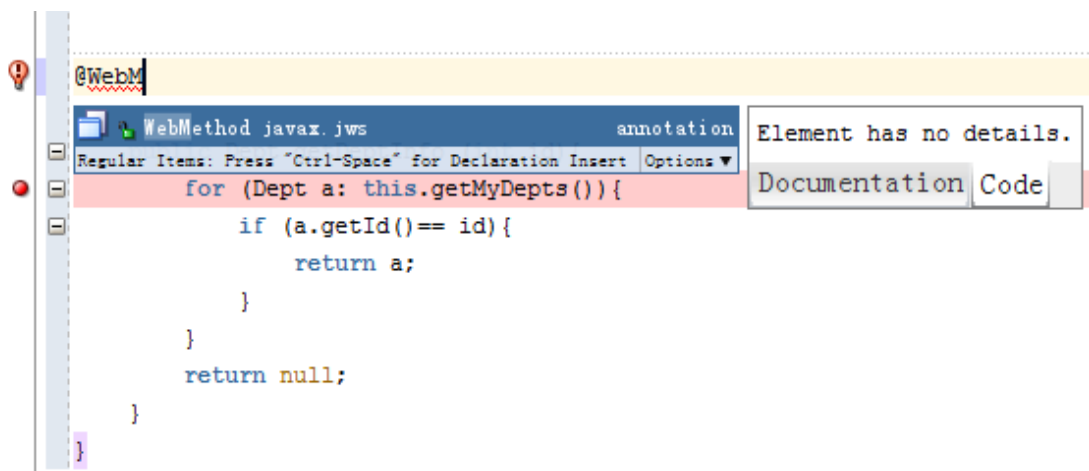 @WebM
WebMethod javax.jws annotation
Regular Items: Press "Ctrl-Space" for Declaration Insert Options ▼
Element has no details.
Documentation Code
for (Dept a: this.getMyDepts()){
if (a.getId()== id){
return a;
}
}
return null;
}
}